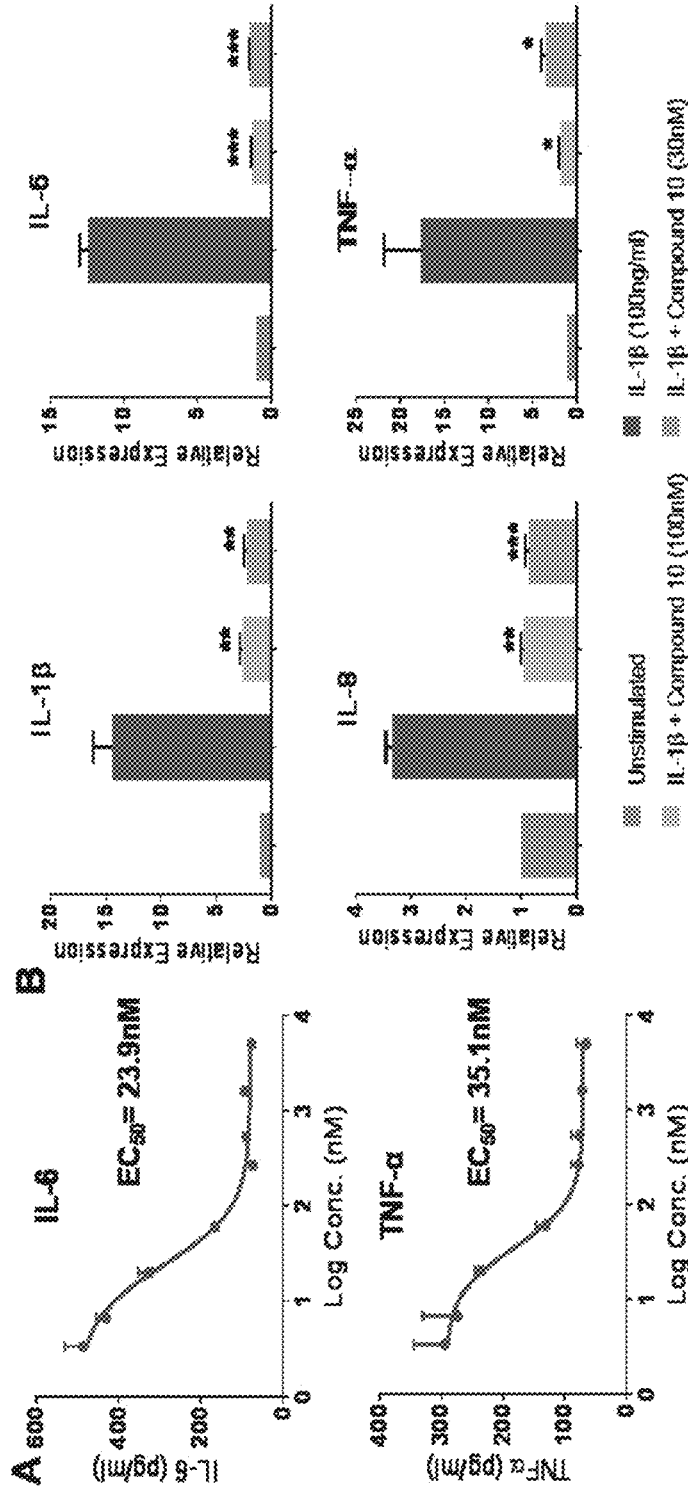 A
IL-6
EC50= 23.9nM
IL-6 (pg/ml)
600
400
200
0
0
1
2
3
4
Log Conc. (nM)
TNF-α
EC50= 35.1nM
TNFα (pg/ml)
400
300
200
100
0
0
1
2
3
4
Log Conc. (nM)
B
IL-1β
Relative Expression
20
15
10
5
0
**
**
IL-6
Relative Expression
15
10
5
0
***
***
IL-8
Relative Expression
4
3
2
1
0
**
***
TNF-α
Relative Expression
25
20
15
10
5
0
*
*
Unstimulated
IL-1β (100ng/ml)
IL-1β + Compound 10 (100nM)
IL-1β + Compound 10 (30nM)